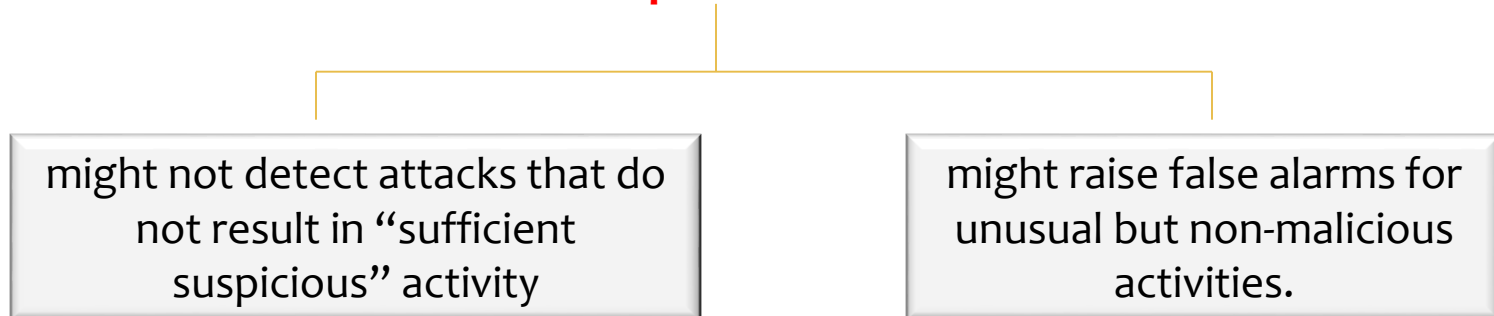 might not detect attacks that do
not result in “sufficient
suspicious” activity
might raise false alarms for
unusual but non-malicious
activities.